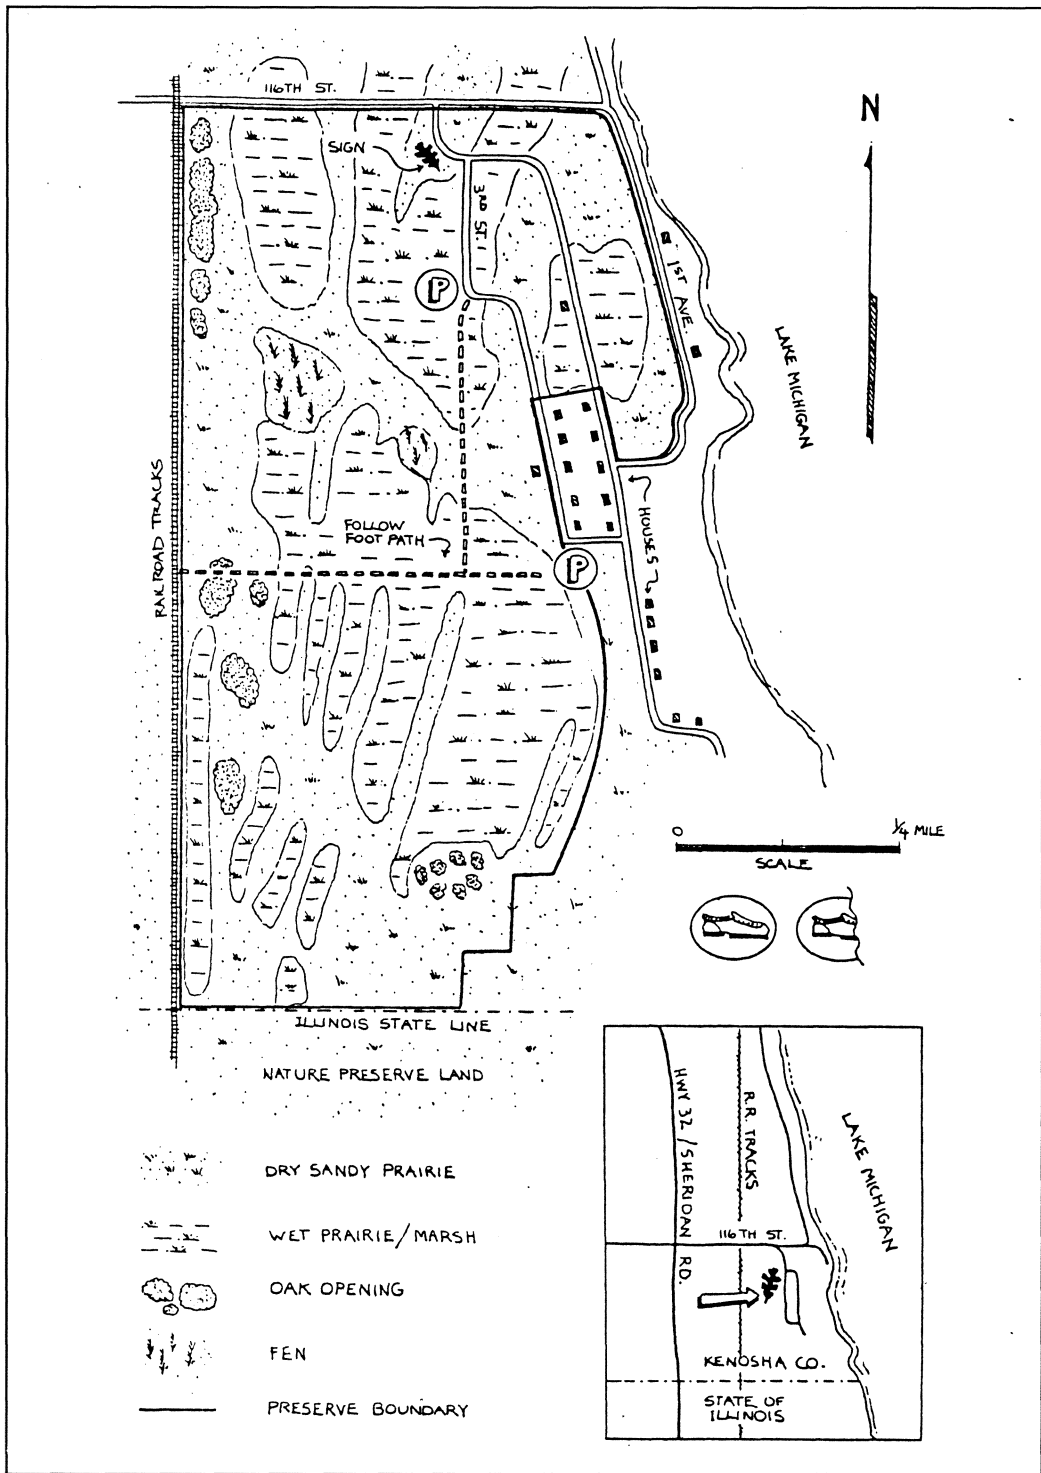 116TH ST.
N
SIGN
3RD ST.
P
1ST AVE.
LAKE MICHIGAN
RAILROAD TRACKS
FOLLOW
FOOT PATH
HOUSES
P
0
1/4 MILE
SCALE
ILLINOIS STATE LINE
NATURE PRESERVE LAND
DRY SANDY PRAIRIE
WET PRAIRIE/MARSH
OAK OPENING
FEN
PRESERVE BOUNDARY
HWY 32/SHERIDAN RD.
R.R. TRACKS
LAKE MICHIGAN
116TH ST.
KENOSHA CO.
STATE OF
ILLINOIS